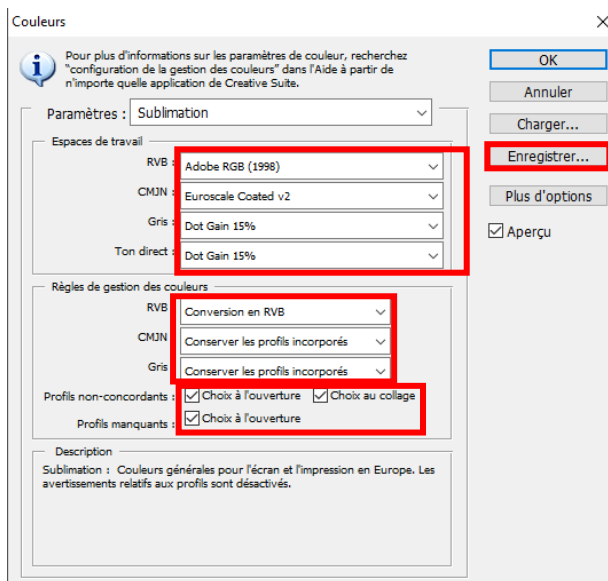 Couleurs
Pour plus d'informations sur les paramètres de couleur, recherchez
"configuration de la gestion des couleurs" dans l'Aide à partir de
n'importe quelle application de Creative Suite.
OK
Annuler
Paramètres : Sublimation
Charger...
Espaces de travail
Enregistrer...
RVB : Adobe RGB (1998)
CMJN : Euroscale Coated v2
Plus d'options
Gris : Dot Gain 15%
Aperçu
Ton direct : Dot Gain 15%
Règles de gestion des couleurs
RVB Conversion en RVB
CMJN Conserver les profils incorporés
Gris Conserver les profils incorporés
Profils non-concordants : Choix à l'ouverture Choix au collage
Profils manquants : Choix à l'ouverture
Description
Sublimation : Couleurs générales pour l'écran et l'impression en Europe. Les
avertissements relatifs aux profils sont désactivés.